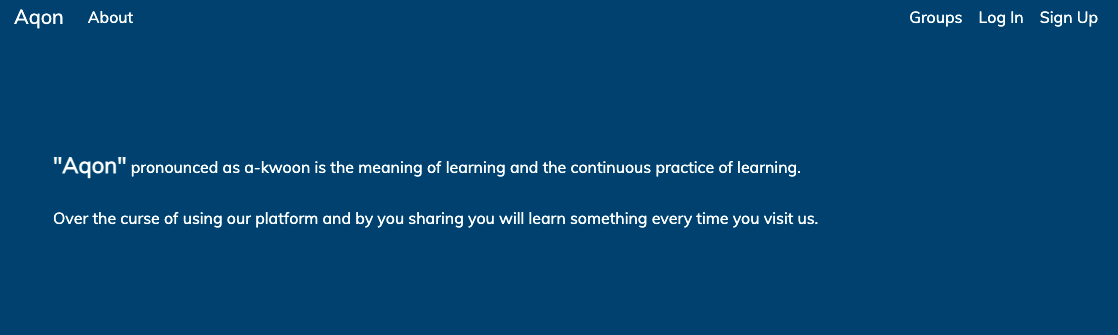 Aqon About Groups Log In Sign Up
"Aqon" pronounced as a-kwoon is the meaning of learning and the continuous practice of learning.
Over the curse of using our platform and by you sharing you will learn something every time you visit us.